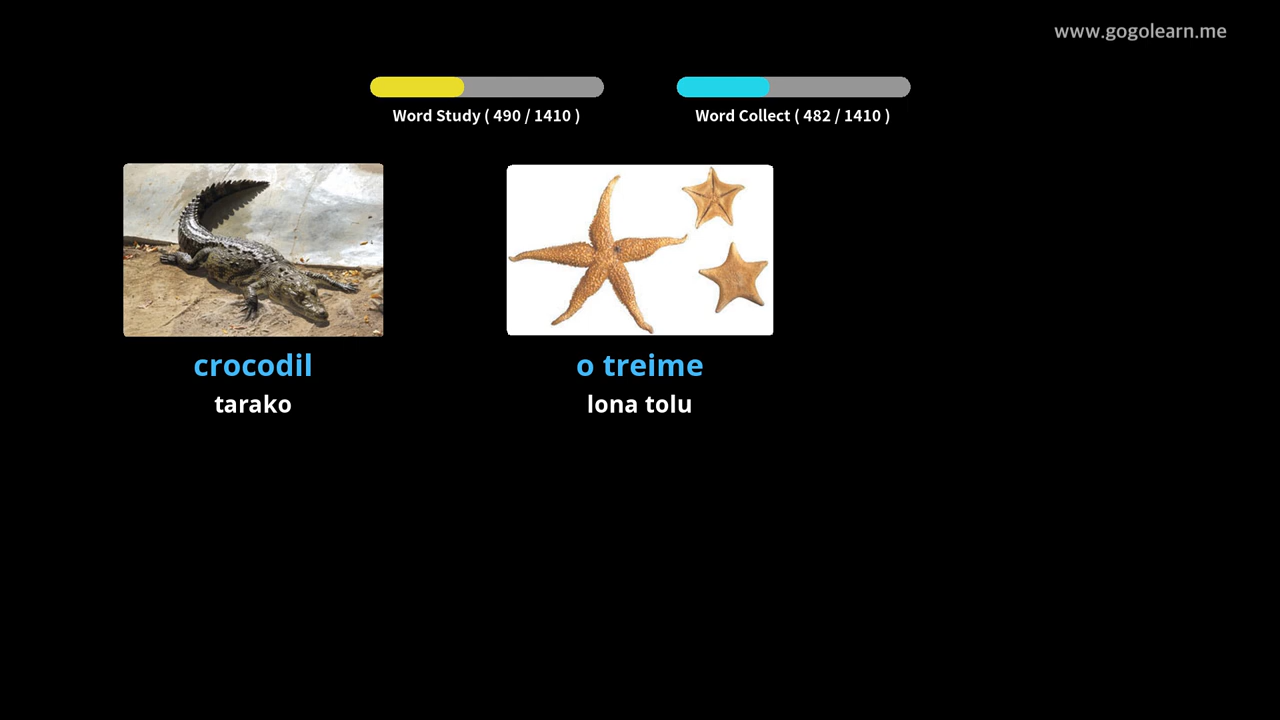 www.gogolearn.me
Word Study ( 490 / 1410 )
Word Collect ( 482 / 1410 )
crocodil
tarako
o treime
lona tolu